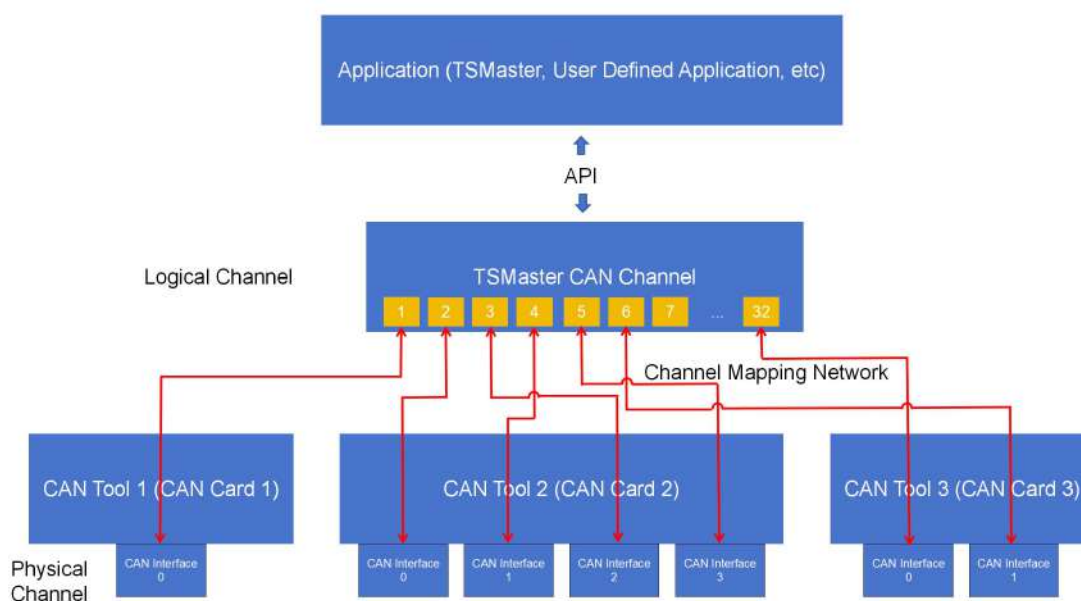 Application (TSMaster, User Defined Application, etc)
API
Logical Channel
TSMaster CAN Channel
1 2 3 4 5 6 7 ... 32
Channel Mapping Network
CAN Tool 1 (CAN Card 1)
CAN Tool 2 (CAN Card 2)
CAN Tool 3 (CAN Card 3)
Physical
Channel
CAN Interface
0
CAN Interface
0
CAN Interface
1
CAN Interface
2
CAN Interface
3
CAN Interface
0
CAN Interface
1